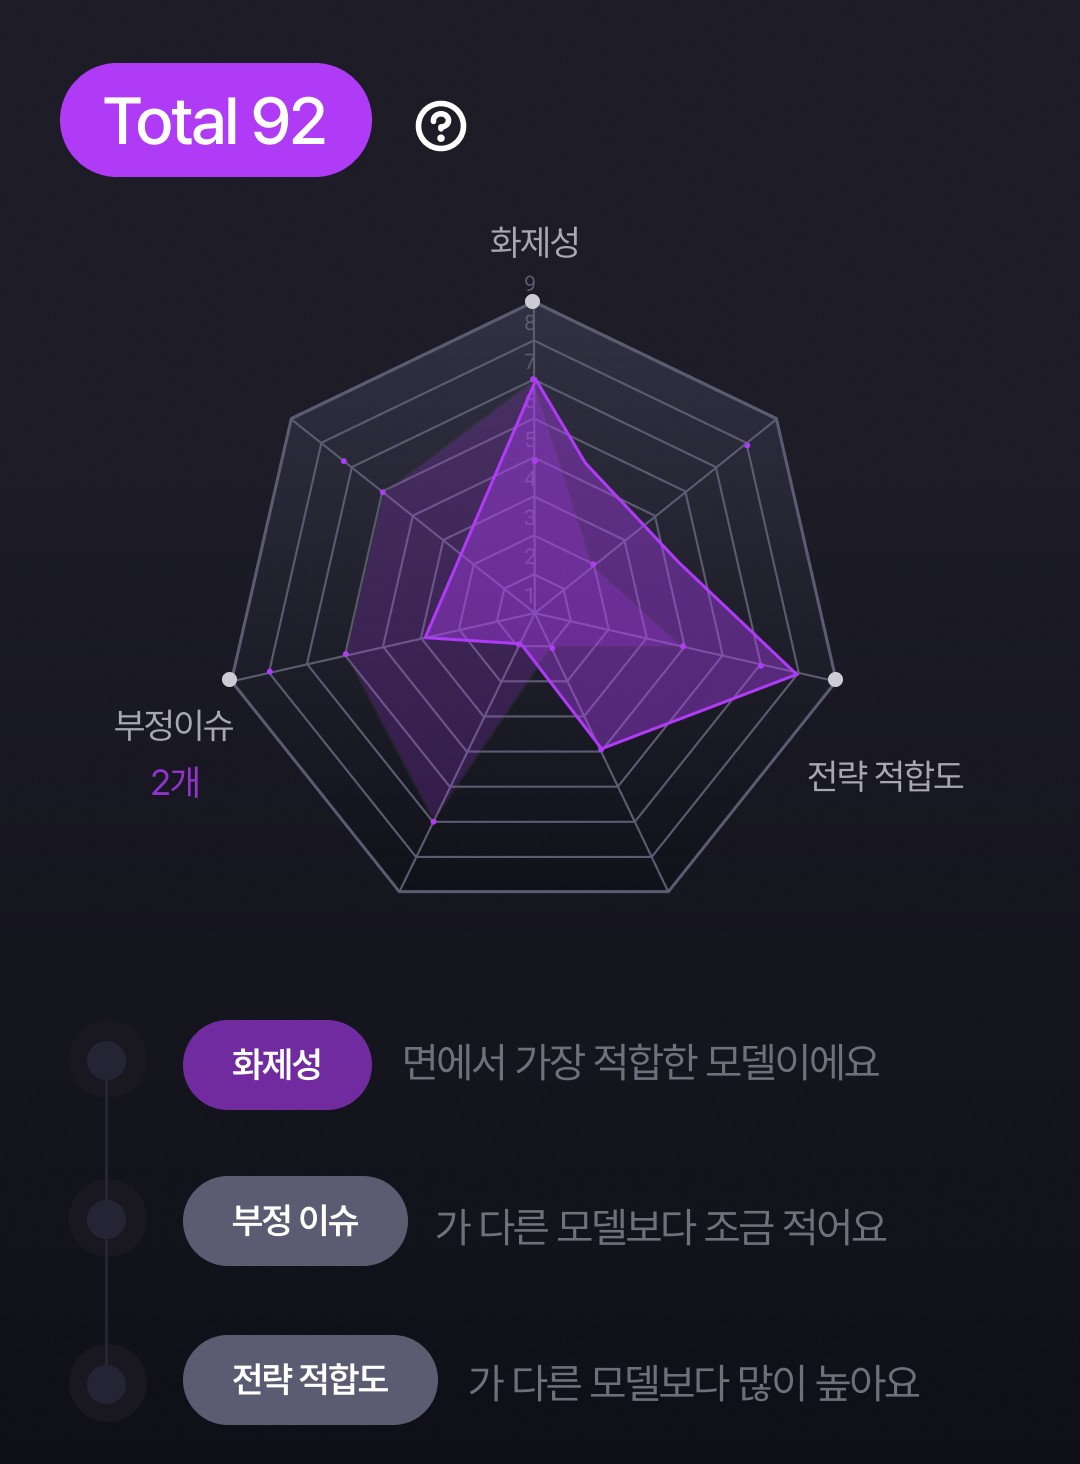 Total 92
화제성
9
8
7
6
5
4
3
2
1
부정이슈
2개
전략 적합도
화제성 면에서 가장 적합한 모델이에요
부정 이슈 가 다른 모델보다 조금 적어요
전략 적합도 가 다른 모델보다 많이 높아요